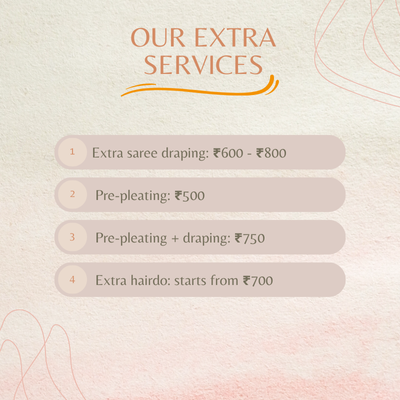 OUR EXTRA
SERVICES
1 Extra saree draping: ₹600 - ₹800
2 Pre-pleating: ₹500
3 Pre-pleating + draping: ₹750
4 Extra hairdo: starts from ₹700